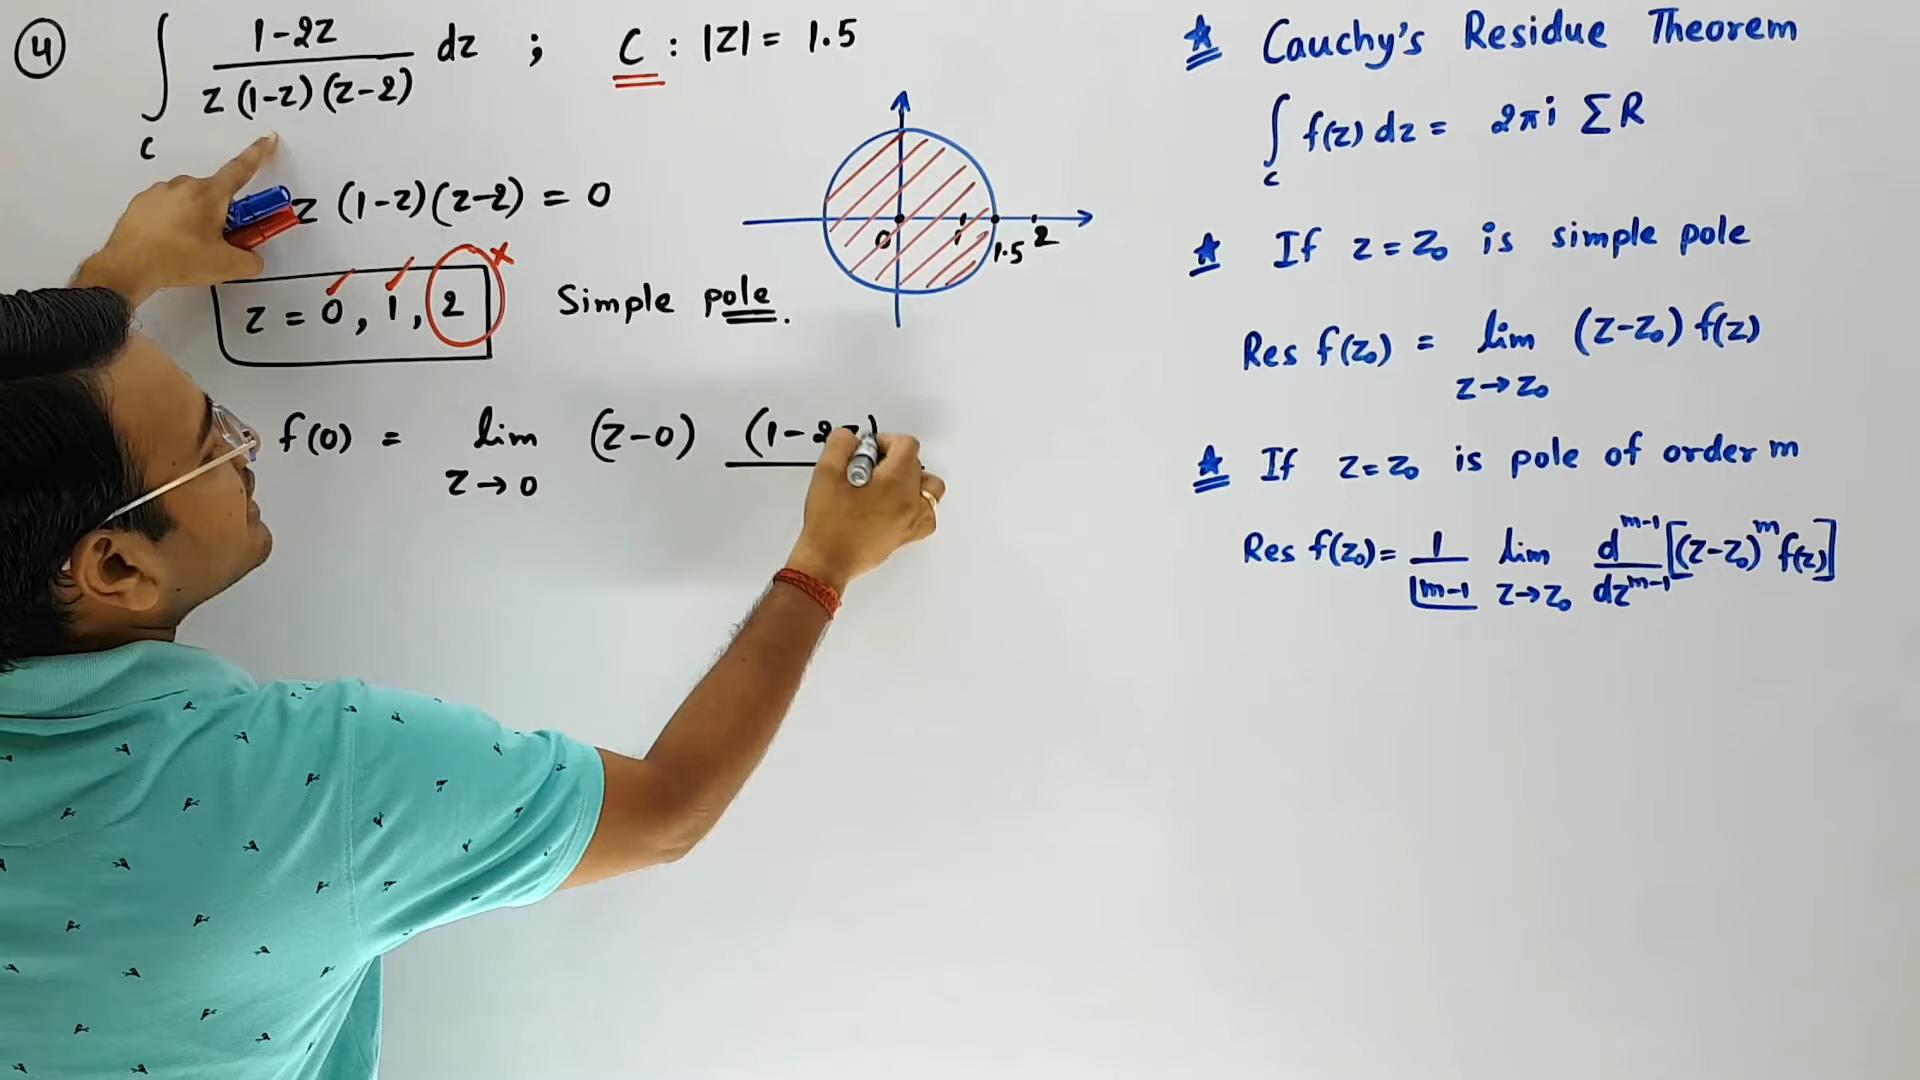 ④ ∫_C (1-2z)/(z(1-z)(z-2)) dz ; C : |z| = 1.5
z (1-z)(z-2) = 0
z = 0, 1, 2 Simple pole.
0 1 1.5 2
f(0) = lim_{z→0} (z-0) (1-2z)
* Cauchy's Residue Theorem
∫_C f(z) dz = 2πi ΣR
* If z = z₀ is simple pole
Res f(z₀) = lim_{z→z₀} (z-z₀) f(z)
* If z = z₀ is pole of order m
Res f(z₀) = 1/|m-1 lim_{z→z₀} d^{m-1}/dz^{m-1} [(z-z₀)^m f(z)]